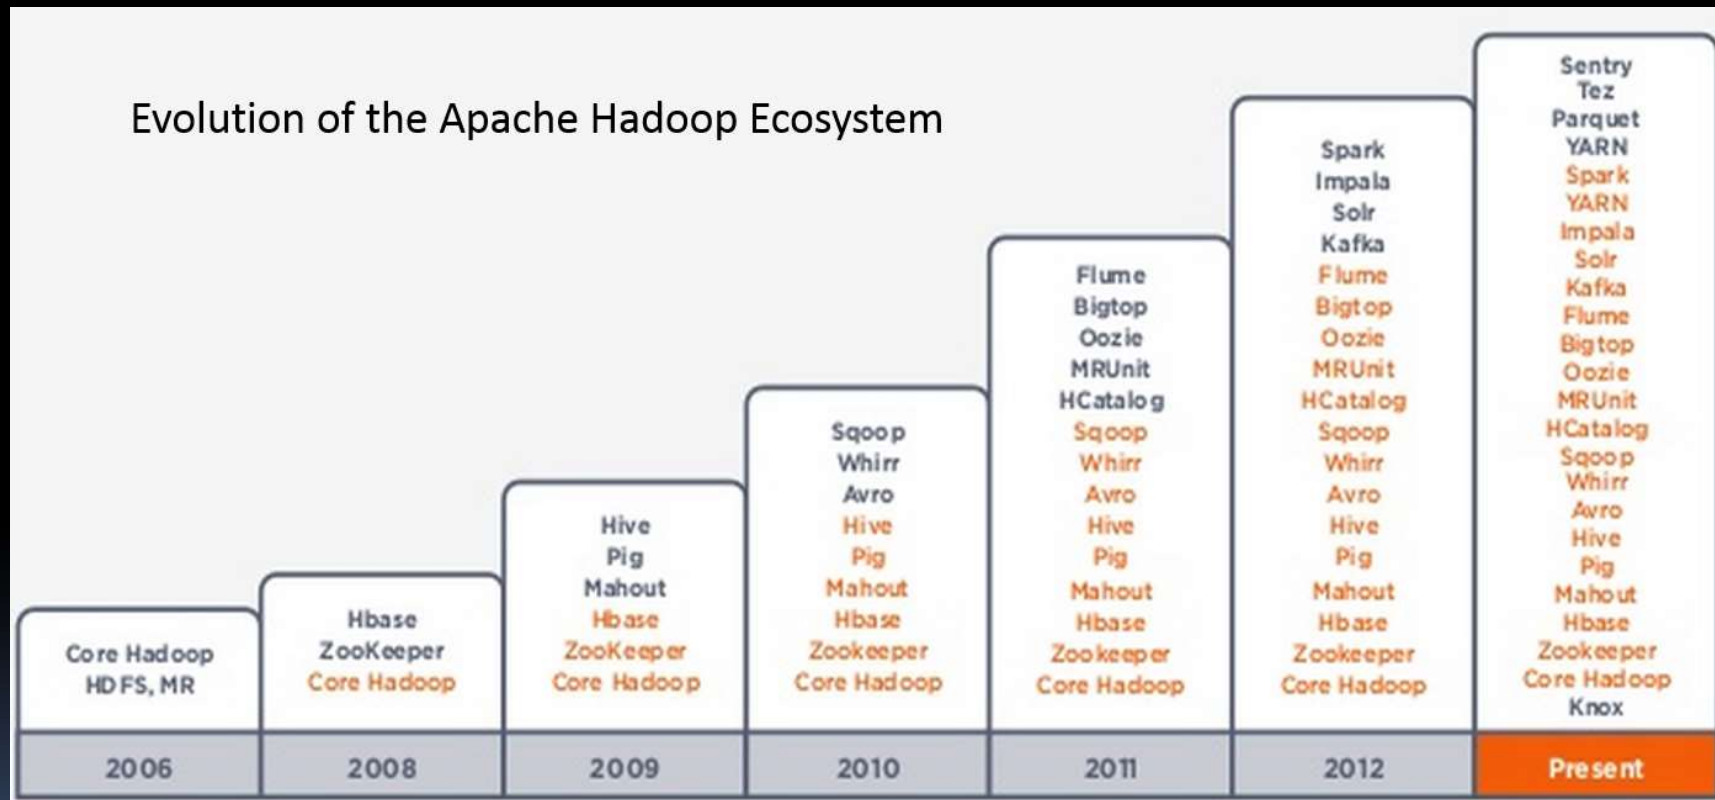 Evolution of the Apache Hadoop Ecosystem
Core Hadoop
HDFS, MR
2006
Hbase
ZooKeeper
Core Hadoop
2008
Hive
Pig
Mahout
Hbase
ZooKeeper
Core Hadoop
2009
Sqoop
Whirr
Avro
Hive
Pig
Mahout
Hbase
Zookeeper
Core Hadoop
2010
Flume
Bigtop
Oozie
MRUnit
HCatalog
Sqoop
Whirr
Avro
Hive
Pig
Mahout
Hbase
Zookeeper
Core Hadoop
2011
Spark
Impala
Solr
Kafka
Flume
Bigtop
Oozie
MRUnit
HCatalog
Sqoop
Whirr
Avro
Hive
Pig
Mahout
Hbase
Zookeeper
Core Hadoop
2012
Sentry
Tez
Parquet
YARN
Spark
YARN
Impala
Solr
Kafka
Flume
Bigtop
Oozie
MRUnit
HCatalog
Sqoop
Whirr
Avro
Hive
Pig
Mahout
Hbase
Zookeeper
Core Hadoop
Knox
Present